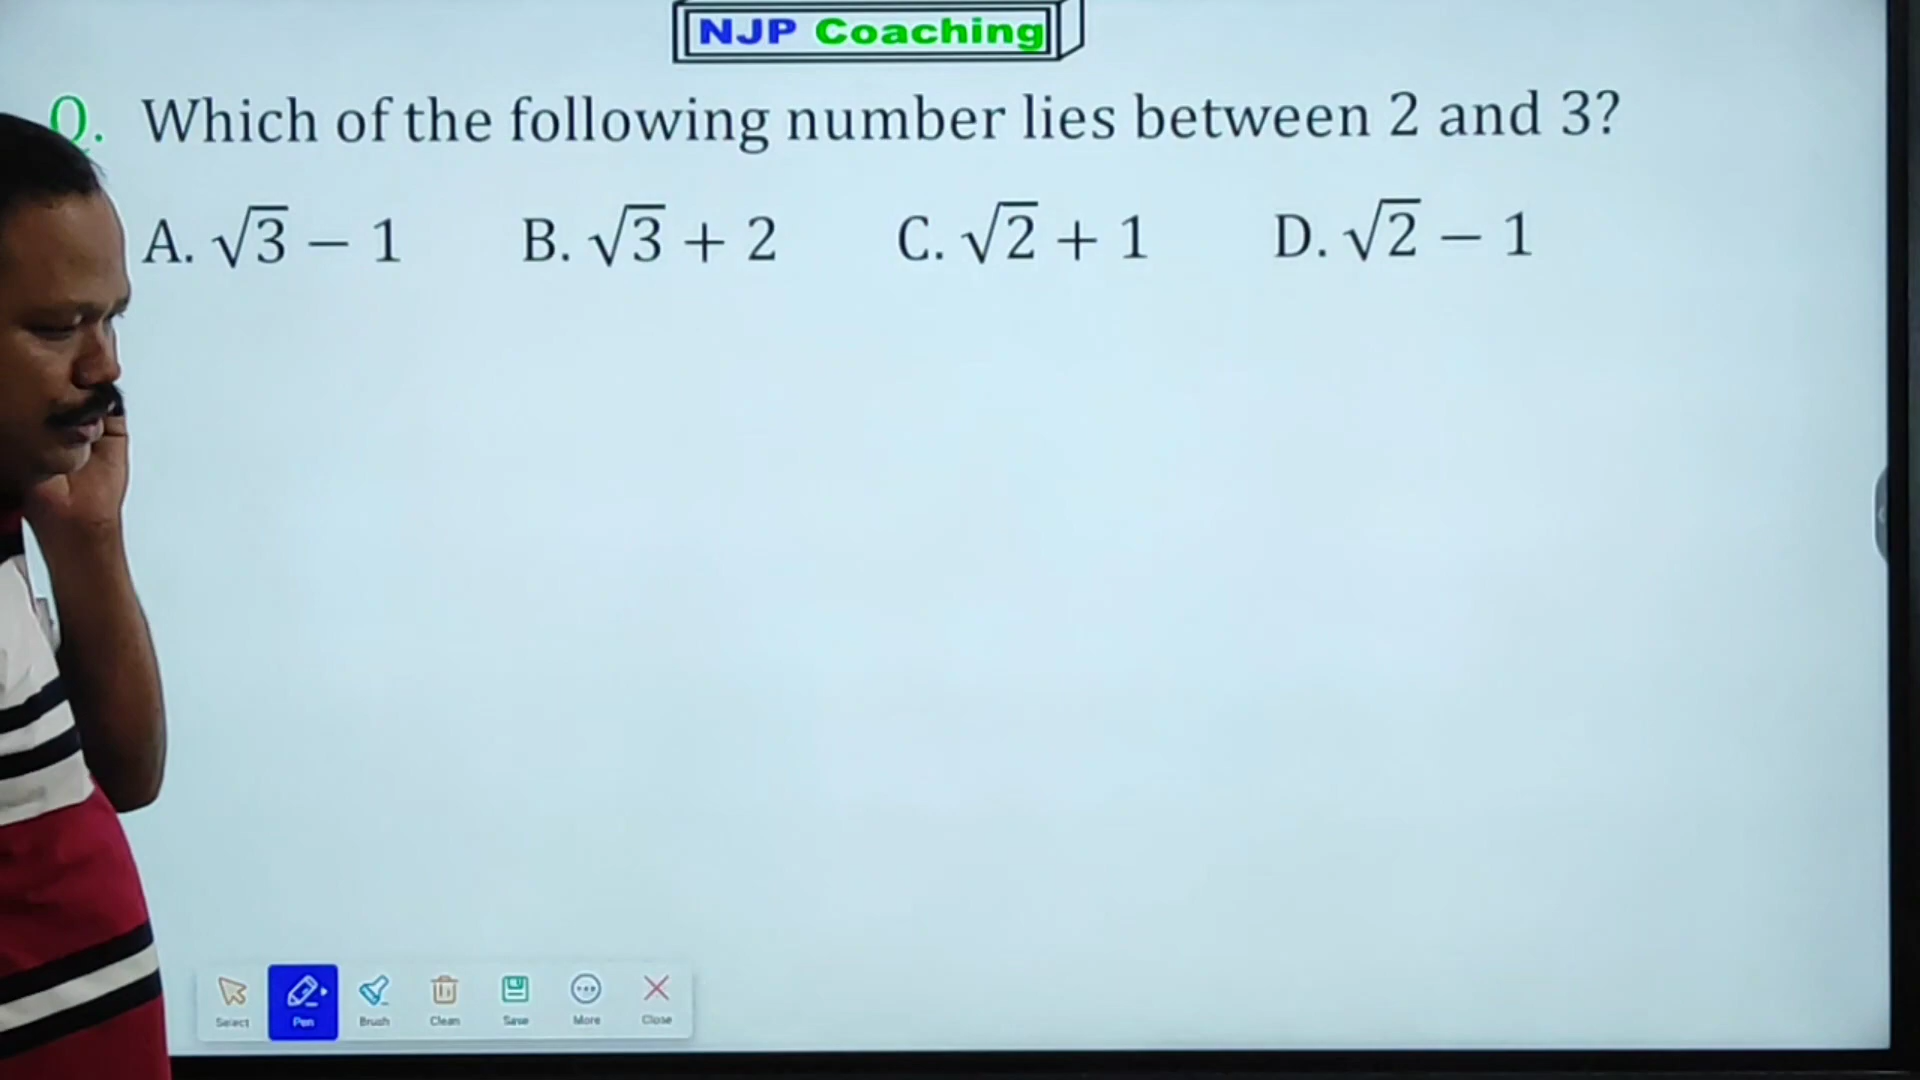 NJP Coaching
Q. Which of the following number lies between 2 and 3?
A. √3 − 1 B. √3 + 2 C. √2 + 1 D. √2 − 1
Select Pen Brush Clean Save More Close